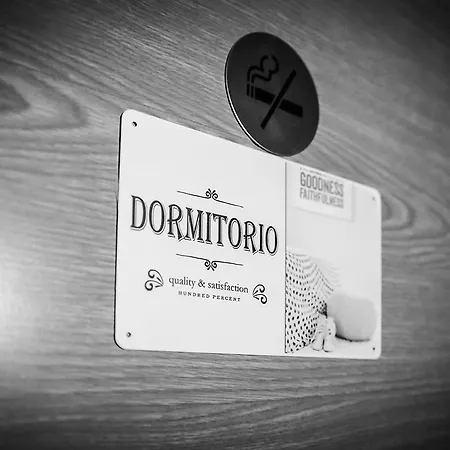 GOODNESS
FAITHFULNESS
DORMITORIO
quality & satisfaction
HUNDRED PERCENT